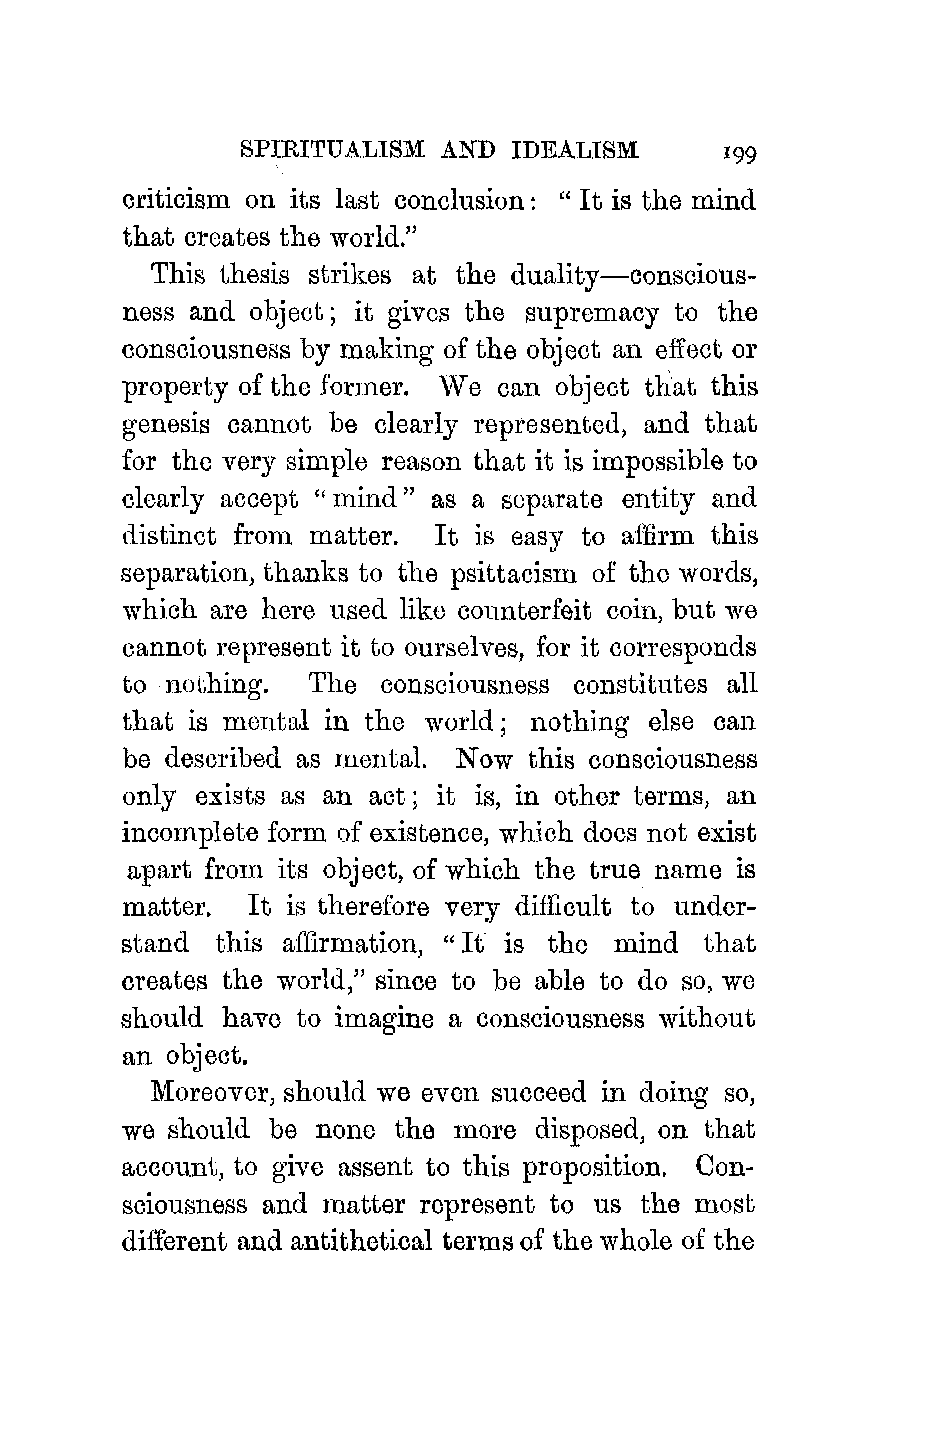 SPIRITUALISM AND IDEALISM 199
criticism on its last conclusion: “ It is the mind
that creates the world.”
This thesis strikes at the duality—conscious-
ness and object; it gives the supremacy to the
consciousness by making of the object an effect or
property of the former. We can object that this
genesis cannot be clearly represented, and that
for the very simple reason that it is impossible to
clearly accept “mind” as a separate entity and
distinct from matter. It is easy to affirm this
separation, thanks to the psittacism of the words,
which are here used like counterfeit coin, but we
cannot represent it to ourselves, for it corresponds
to nothing. The consciousness constitutes all
that is mental in the world; nothing else can
be described as mental. Now this consciousness
only exists as an act; it is, in other terms, an
incomplete form of existence, which does not exist
apart from its object, of which the true name is
matter. It is therefore very difficult to under-
stand this affirmation, “It is the mind that
creates the world,” since to be able to do so, we
should have to imagine a consciousness without
an object.
Moreover, should we even succeed in doing so,
we should be none the more disposed, on that
account, to give assent to this proposition. Con-
sciousness and matter represent to us the most
different and antithetical terms of the whole of the